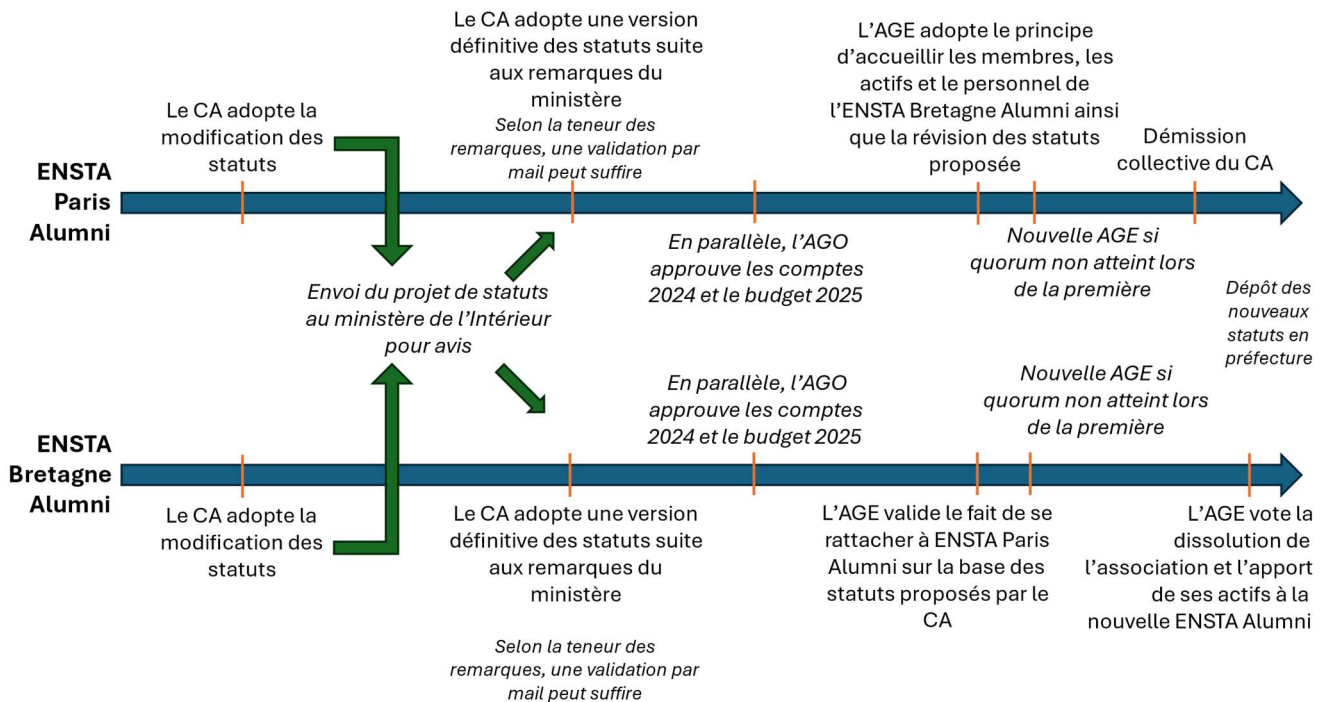 Le CA adopte la
modification des
statuts
Le CA adopte une version
définitive des statuts suite
aux remarques du
ministère
Selon la teneur des
remarques, une validation par
mail peut suffire
L’AGE adopte le principe
d’accueillir les membres, les
actifs et le personnel de
l’ENSTA Bretagne Alumni ainsi
que la révision des statuts
proposée
Démission
collective du CA
ENSTA
Paris
Alumni
Envoi du projet de statuts
au ministère de l’Intérieur
pour avis
En parallèle, l’AGO
approuve les comptes
2024 et le budget 2025
Nouvelle AGE si
quorum non atteint lors
de la première
Dépôt des
nouveaux
statuts en
préfecture
En parallèle, l’AGO
approuve les comptes
2024 et le budget 2025
Nouvelle AGE si
quorum non atteint lors
de la première
ENSTA
Bretagne
Alumni
Le CA adopte la
modification des
statuts
Le CA adopte une version
définitive des statuts suite
aux remarques du
ministère
Selon la teneur des
remarques, une validation par
mail peut suffire
L’AGE valide le fait de se
rattacher à ENSTA Paris
Alumni sur la base des
statuts proposés par le
CA
L’AGE vote la
dissolution de
l’association et l’apport
de ses actifs à la
nouvelle ENSTA Alumni